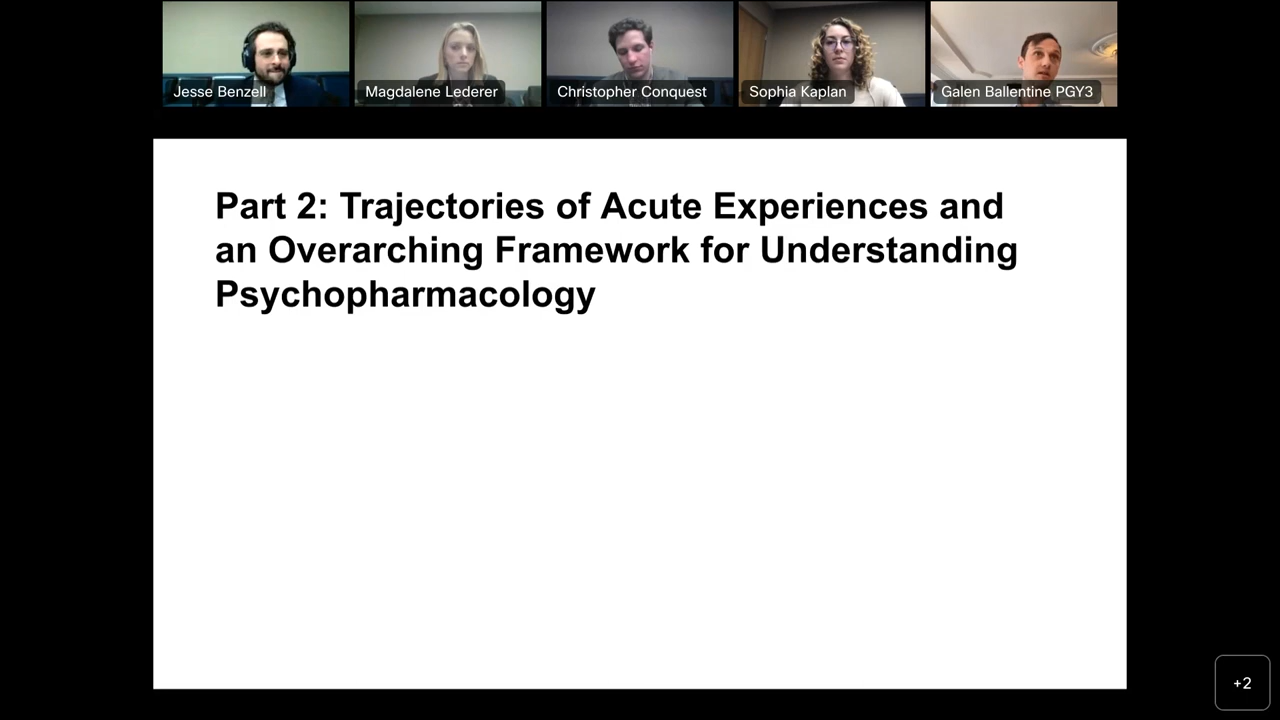 Jesse Benzell
Magdalene Lederer
Christopher Conquest
Sophia Kaplan
Galen Ballentine PGY3
Part 2: Trajectories of Acute Experiences and
an Overarching Framework for Understanding
Psychopharmacology
+2